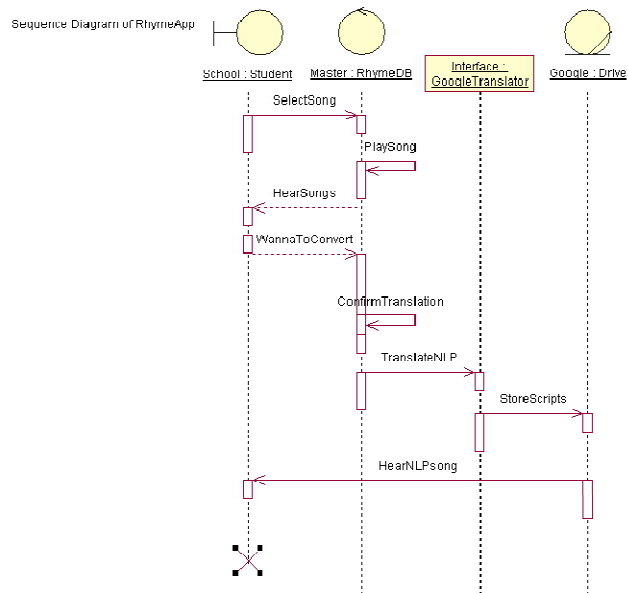 Sequence Diagram of RhymeApp
School : Student
Master : RhymeDB
Interface :
GoogleTranslator
Google : Drive
SelectSong
PlaySong
HearSongs
WannaToConvert
ConfirmTranslation
TranslateNLP
StoreScripts
HearNLPsong